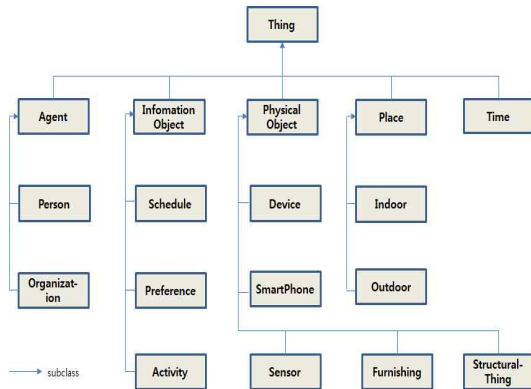 Thing
Agent
Infomation
Object
Physical
Object
Place
Time
Person
Schedule
Device
Indoor
Organizat-
ion
Preference
SmartPhone
Outdoor
Activity
Sensor
Furnishing
Structural-
Thing
subclass